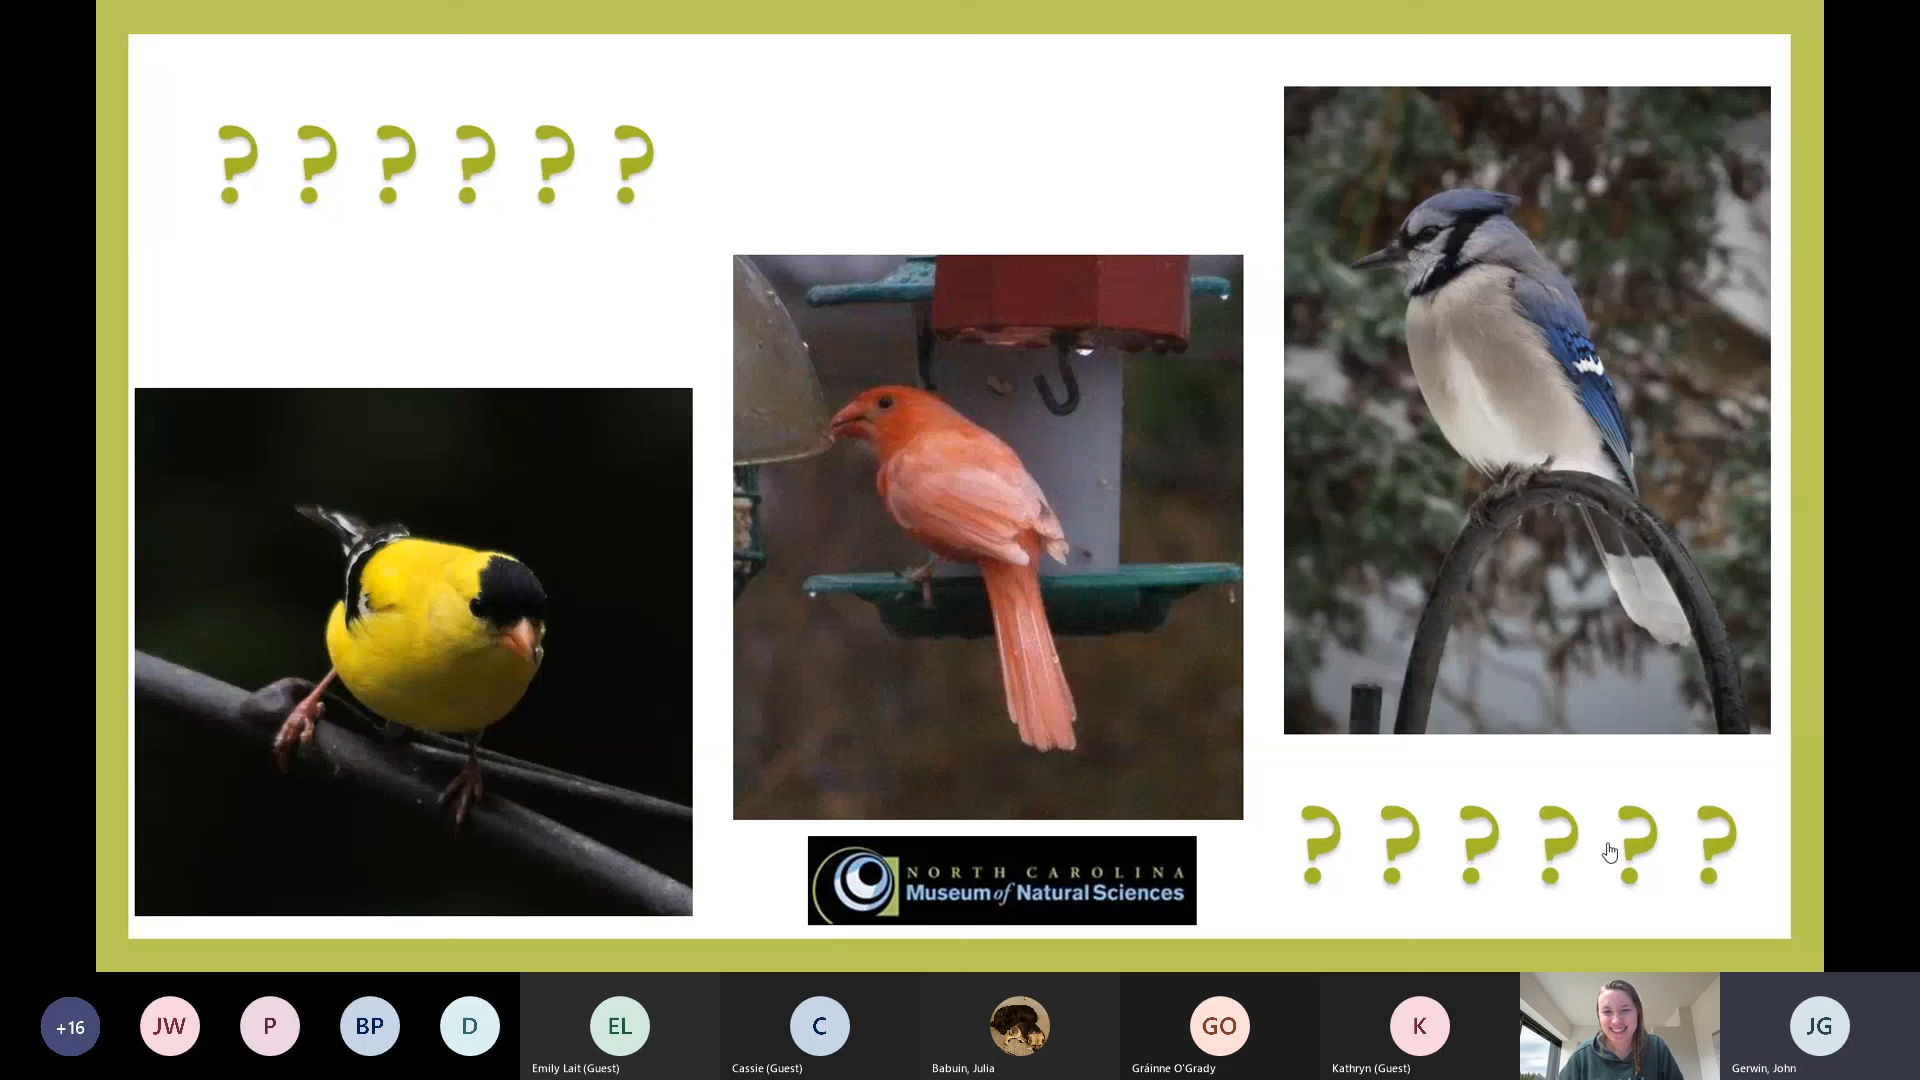 ? ? ? ? ? ?
NORTH CAROLINA
Museum of Natural Sciences
? ? ? ? ? ?
+16
JW
P
BP
D
EL
Emily Lait (Guest)
C
Cassie (Guest)
Babuin, Julia
GO
Gráinne O'Grady
K
Kathryn (Guest)
JG
Gerwin, John